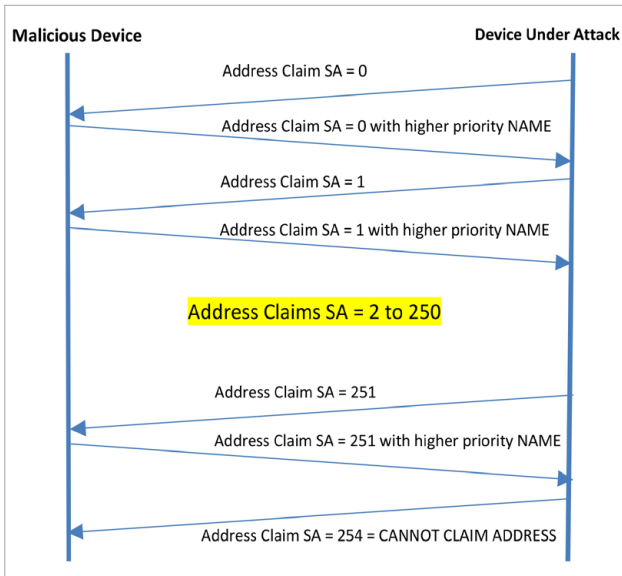 Malicious Device
Device Under Attack
Address Claim SA = 0
Address Claim SA = 0 with higher priority NAME
Address Claim SA = 1
Address Claim SA = 1 with higher priority NAME
Address Claims SA = 2 to 250
Address Claim SA = 251
Address Claim SA = 251 with higher priority NAME
Address Claim SA = 254 = CANNOT CLAIM ADDRESS